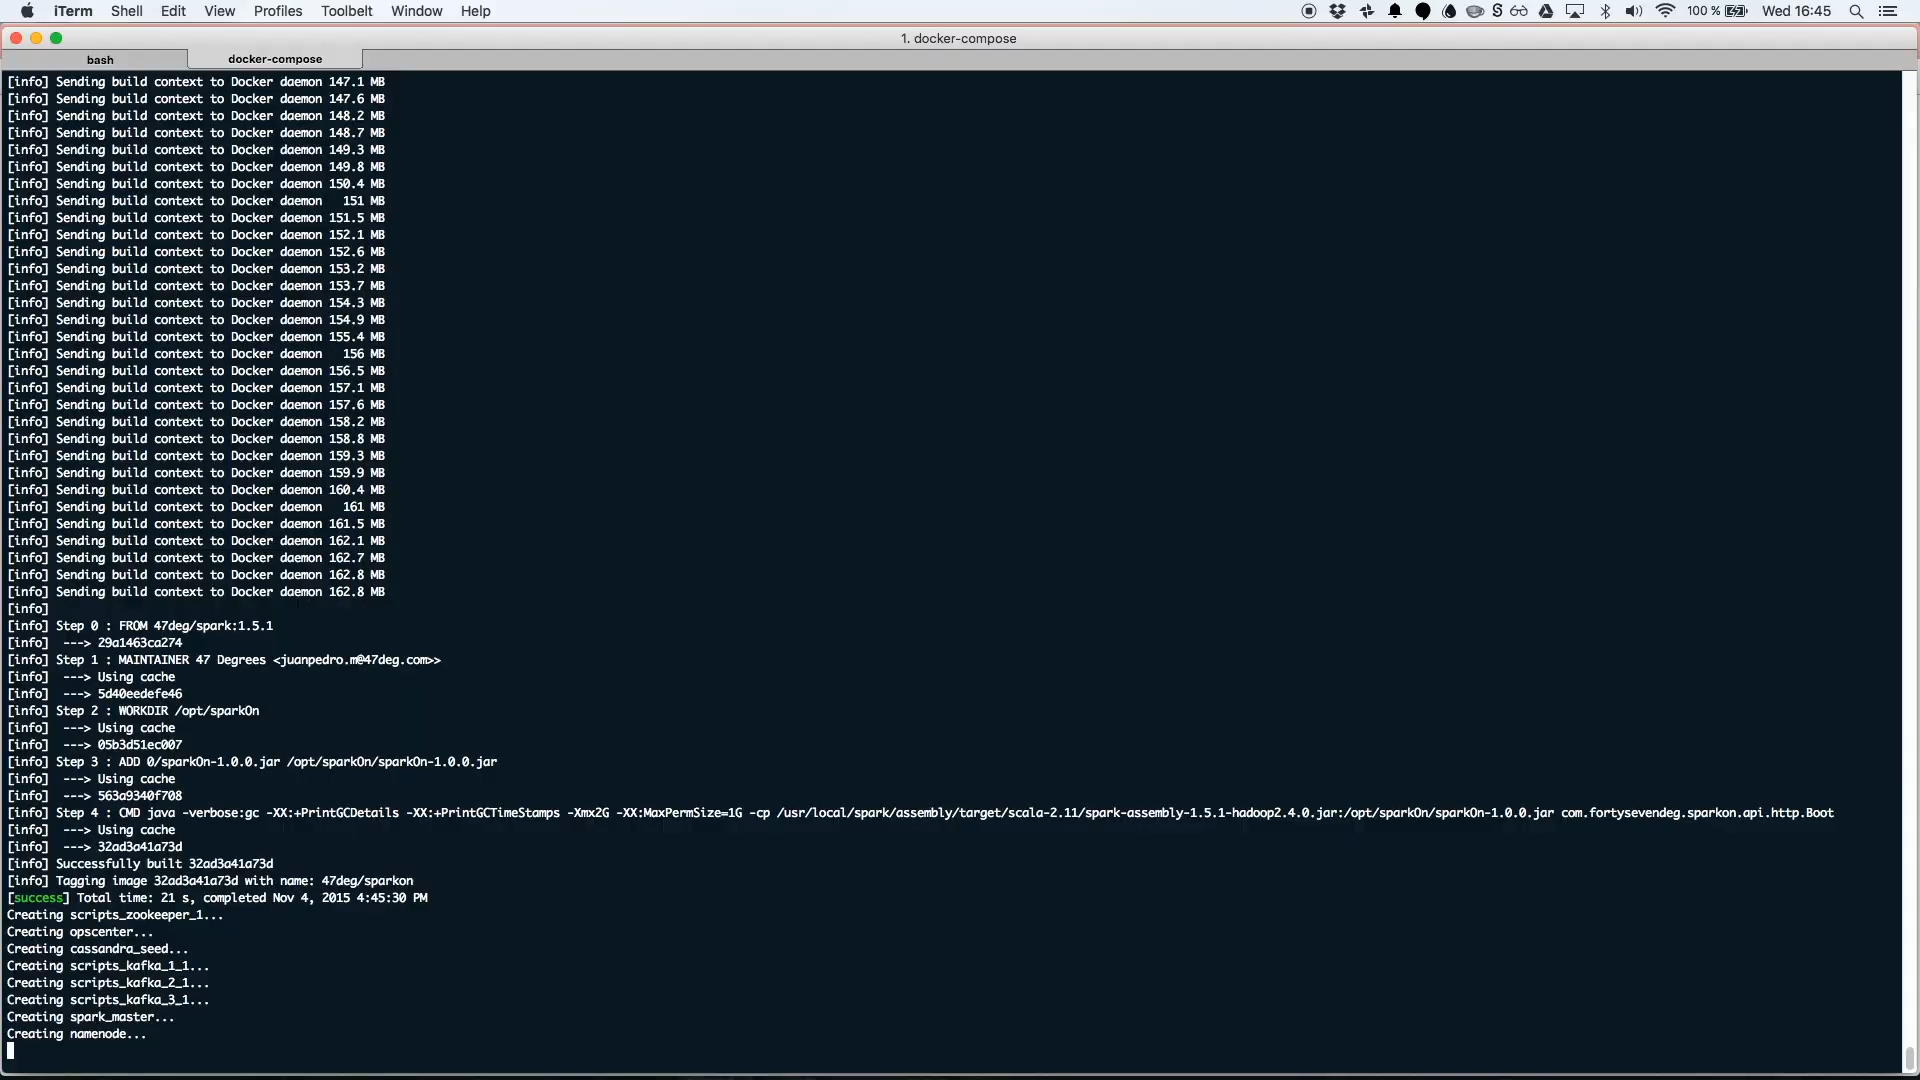 iTerm Shell Edit View Profiles Toolbelt Window Help 100 % Wed 16:45
1. docker-compose
bash docker-compose
[info] Sending build context to Docker daemon 147.1 MB
[info] Sending build context to Docker daemon 147.6 MB
[info] Sending build context to Docker daemon 148.2 MB
[info] Sending build context to Docker daemon 148.7 MB
[info] Sending build context to Docker daemon 149.3 MB
[info] Sending build context to Docker daemon 149.8 MB
[info] Sending build context to Docker daemon 150.4 MB
[info] Sending build context to Docker daemon   151 MB
[info] Sending build context to Docker daemon 151.5 MB
[info] Sending build context to Docker daemon 152.1 MB
[info] Sending build context to Docker daemon 152.6 MB
[info] Sending build context to Docker daemon 153.2 MB
[info] Sending build context to Docker daemon 153.7 MB
[info] Sending build context to Docker daemon 154.3 MB
[info] Sending build context to Docker daemon 154.9 MB
[info] Sending build context to Docker daemon 155.4 MB
[info] Sending build context to Docker daemon   156 MB
[info] Sending build context to Docker daemon 156.5 MB
[info] Sending build context to Docker daemon 157.1 MB
[info] Sending build context to Docker daemon 157.6 MB
[info] Sending build context to Docker daemon 158.2 MB
[info] Sending build context to Docker daemon 158.8 MB
[info] Sending build context to Docker daemon 159.3 MB
[info] Sending build context to Docker daemon 159.9 MB
[info] Sending build context to Docker daemon 160.4 MB
[info] Sending build context to Docker daemon   161 MB
[info] Sending build context to Docker daemon 161.5 MB
[info] Sending build context to Docker daemon 162.1 MB
[info] Sending build context to Docker daemon 162.7 MB
[info] Sending build context to Docker daemon 162.8 MB
[info] Sending build context to Docker daemon 162.8 MB
[info]
[info] Step 0 : FROM 47deg/spark:1.5.1
[info]  ---> 29a1463ca274
[info] Step 1 : MAINTAINER 47 Degrees <juanpedro.m@47deg.com>>
[info]  ---> Using cache
[info]  ---> 5d40eedefe46
[info] Step 2 : WORKDIR /opt/sparkOn
[info]  ---> Using cache
[info]  ---> 05b3d51ec007
[info] Step 3 : ADD 0/sparkOn-1.0.0.jar /opt/sparkOn/sparkOn-1.0.0.jar
[info]  ---> Using cache
[info]  ---> 563a9340f708
[info] Step 4 : CMD java -verbose:gc -XX:+PrintGCDetails -XX:+PrintGCTimeStamps -Xmx2G -XX:MaxPermSize=1G -cp /usr/local/spark/assembly/target/scala-2.11/spark-assembly-1.5.1-hadoop2.4.0.jar:/opt/sparkOn/sparkOn-1.0.0.jar com.fortysevendeg.sparkon.api.http.Boot
[info]  ---> Using cache
[info]  ---> 32ad3a41a73d
[info] Successfully built 32ad3a41a73d
[info] Tagging image 32ad3a41a73d with name: 47deg/sparkon
[success] Total time: 21 s, completed Nov 4, 2015 4:45:30 PM
Creating scripts_zookeeper_1...
Creating opscenter...
Creating cassandra_seed...
Creating scripts_kafka_1_1...
Creating scripts_kafka_2_1...
Creating scripts_kafka_3_1...
Creating spark_master...
Creating namenode...